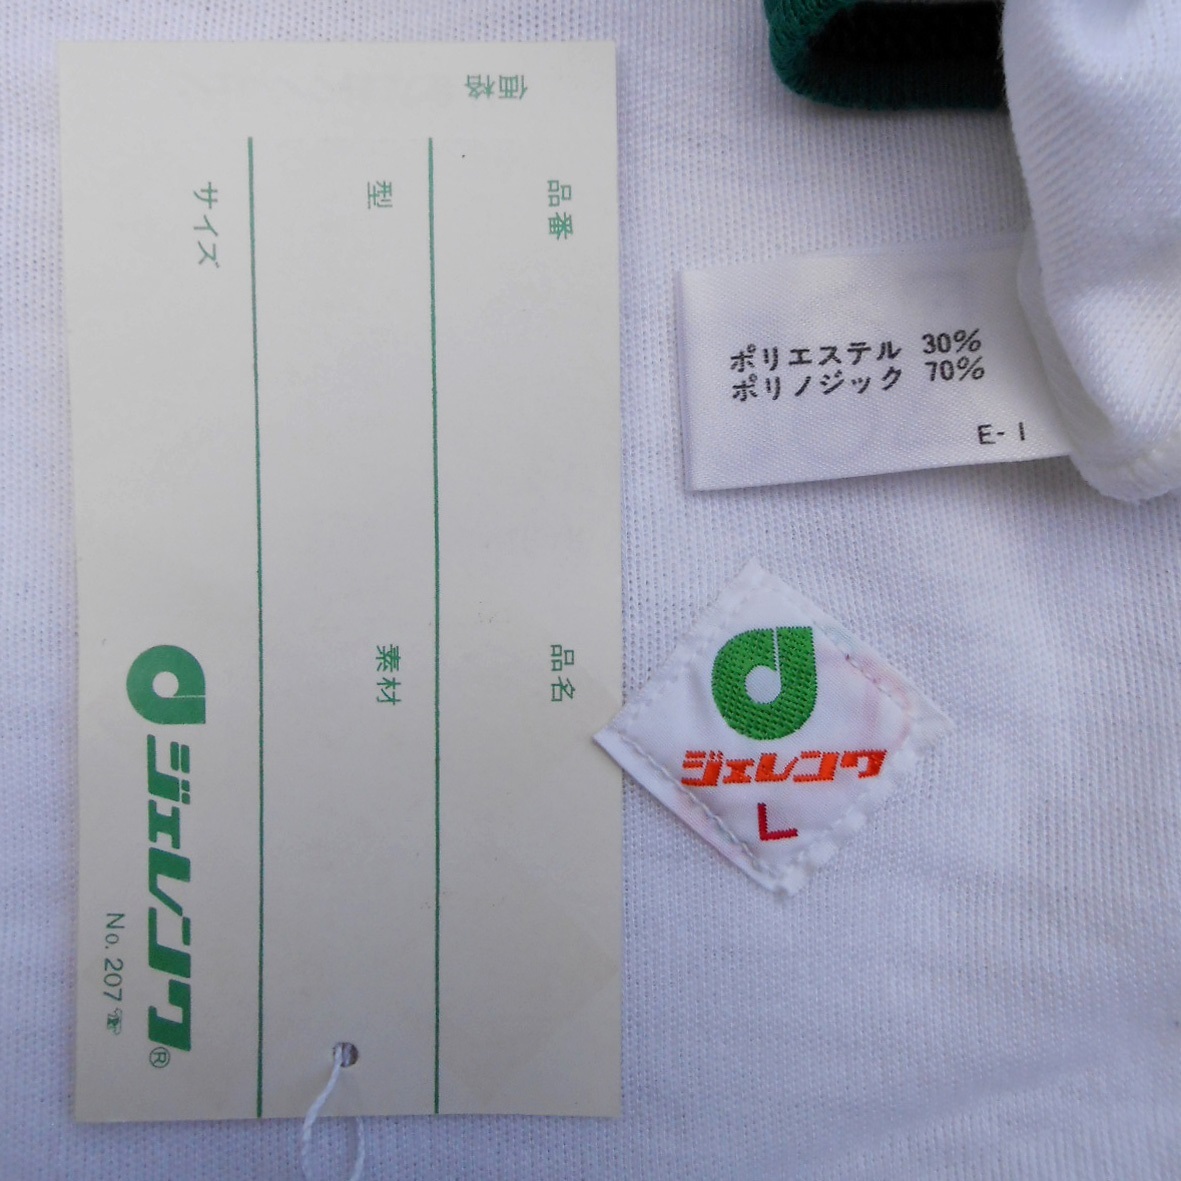 価格
品番
品名
型
素材
サイズ
ジェレンク®
No. 207
ポリエステル 30%
ポリノジック 70%
E-1
ジェレンク
L